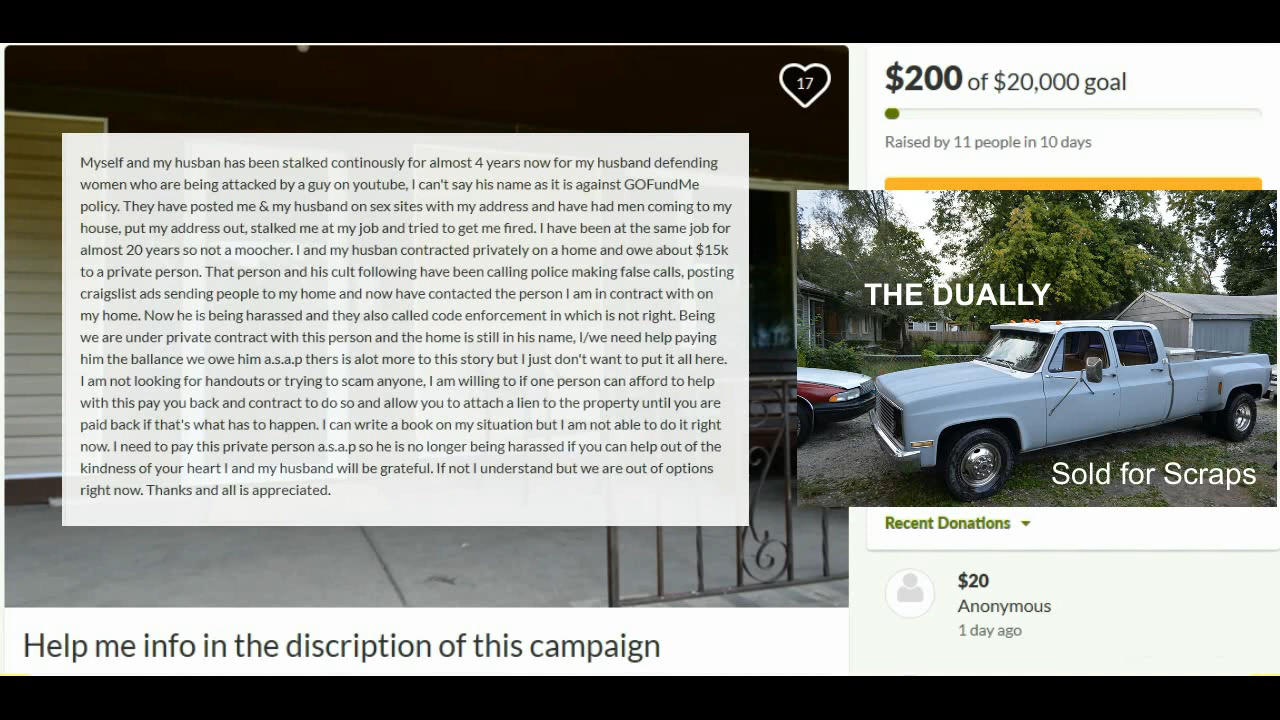 17
$200 of $20,000 goal
Raised by 11 people in 10 days
Myself and my husban has been stalked continously for almost 4 years now for my husband defending
women who are being attacked by a guy on youtube, I can't say his name as it is against GOFundMe
policy. They have posted me & my husband on sex sites with my address and have had men coming to my
house, put my address out, stalked me at my job and tried to get me fired. I have been at the same job for
almost 20 years so not a moocher. I and my husban contracted privately on a home and owe about $15k
to a private person. That person and his cult following have been calling police making false calls, posting
craigslist ads sending people to my home and now have contacted the person I am in contract with on
my home. Now he is being harassed and they also called code enforcement in which is not right. Being
we are under private contract with this person and the home is still in his name, I/we need help paying
him the ballance we owe him a.s.a.p thers is alot more to this story but I just don't want to put it all here.
I am not looking for handouts or trying to scam anyone, I am willing to if one person can afford to help
with this pay you back and contract to do so and allow you to attach a lien to the property until you are
paid back if that's what has to happen. I can write a book on my situation but I am not able to do it right
now. I need to pay this private person a.s.a.p so he is no longer being harassed if you can help out of the
kindness of your heart I and my husband will be grateful. If not I understand but we are out of options
right now. Thanks and all is appreciated.
THE DUALLY
Sold for Scraps
Recent Donations
$20
Anonymous
1 day ago
Help me info in the discription of this campaign